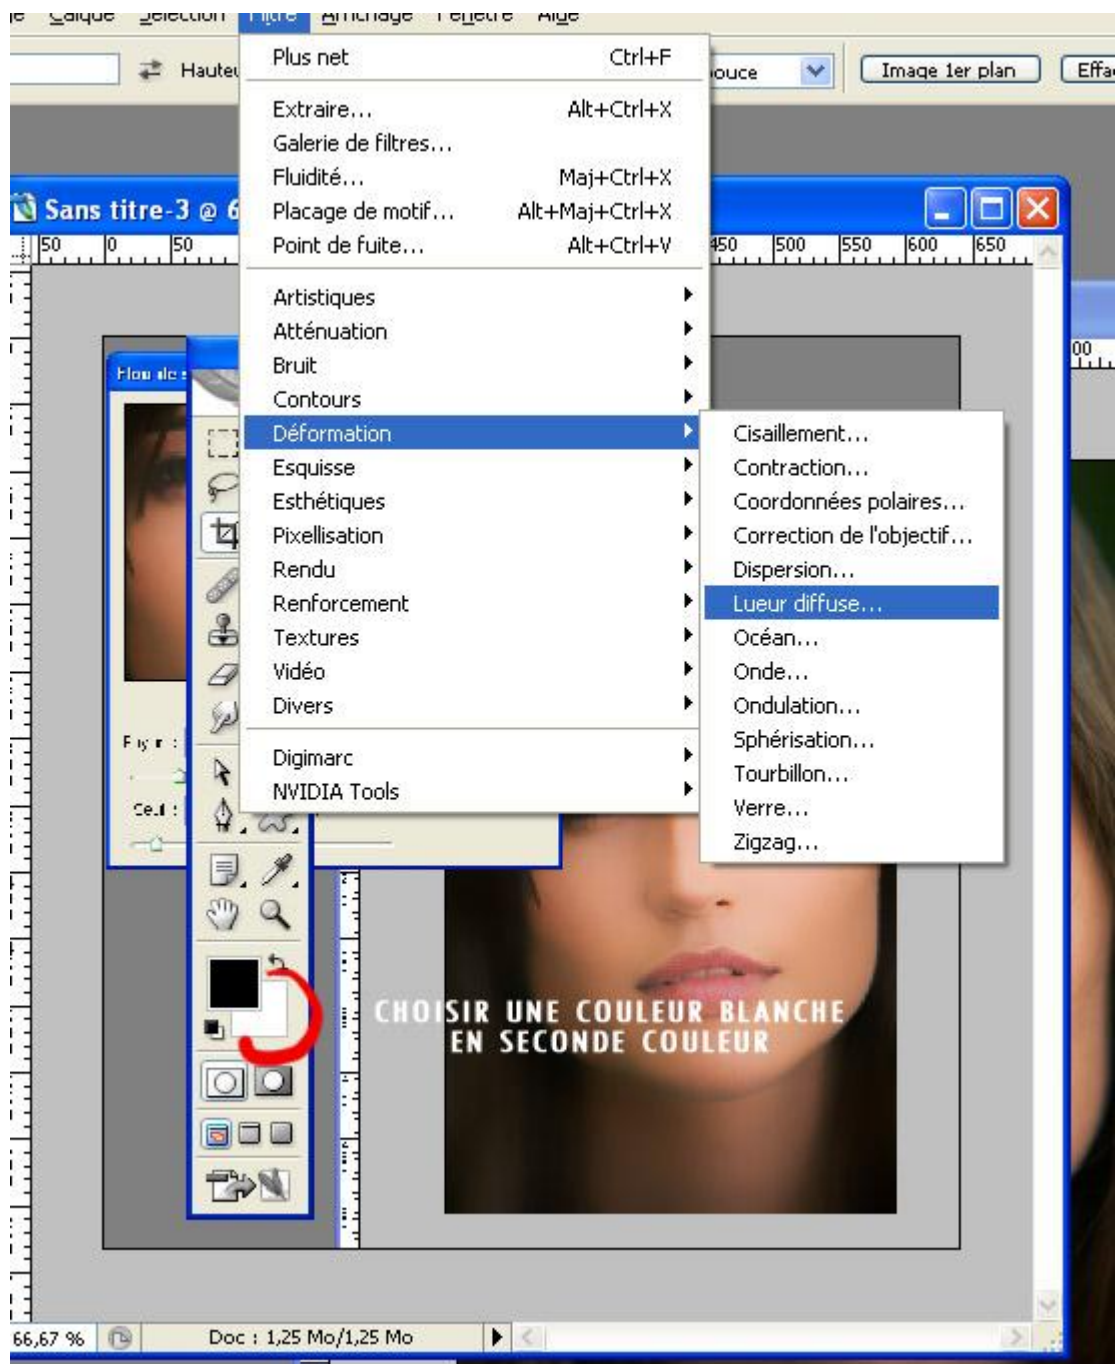 Calque Sélection Filtre Affichage Fenêtre Aide
Hauteu
ouce
Image 1er plan
Effa
Plus net Ctrl+F
Extraire... Alt+Ctrl+X
Galerie de filtres...
Fluidité... Maj+Ctrl+X
Placage de motif... Alt+Maj+Ctrl+X
Point de fuite... Alt+Ctrl+V
Artistiques
Atténuation
Bruit
Contours
Déformation
Esquisse
Esthétiques
Pixellisation
Rendu
Renforcement
Textures
Vidéo
Divers
Digimarc
NVIDIA Tools
Cisaillement...
Contraction...
Coordonnées polaires...
Correction de l'objectif...
Dispersion...
Lueur diffuse...
Océan...
Onde...
Ondulation...
Sphérisation...
Tourbillon...
Verre...
Zigzag...
Sans titre-3 @ 6
50 0 50 450 500 550 600 650
00
Flou de s
CHOISIR UNE COULEUR BLANCHE
EN SECONDE COULEUR
66,67 % Doc : 1,25 Mo/1,25 Mo